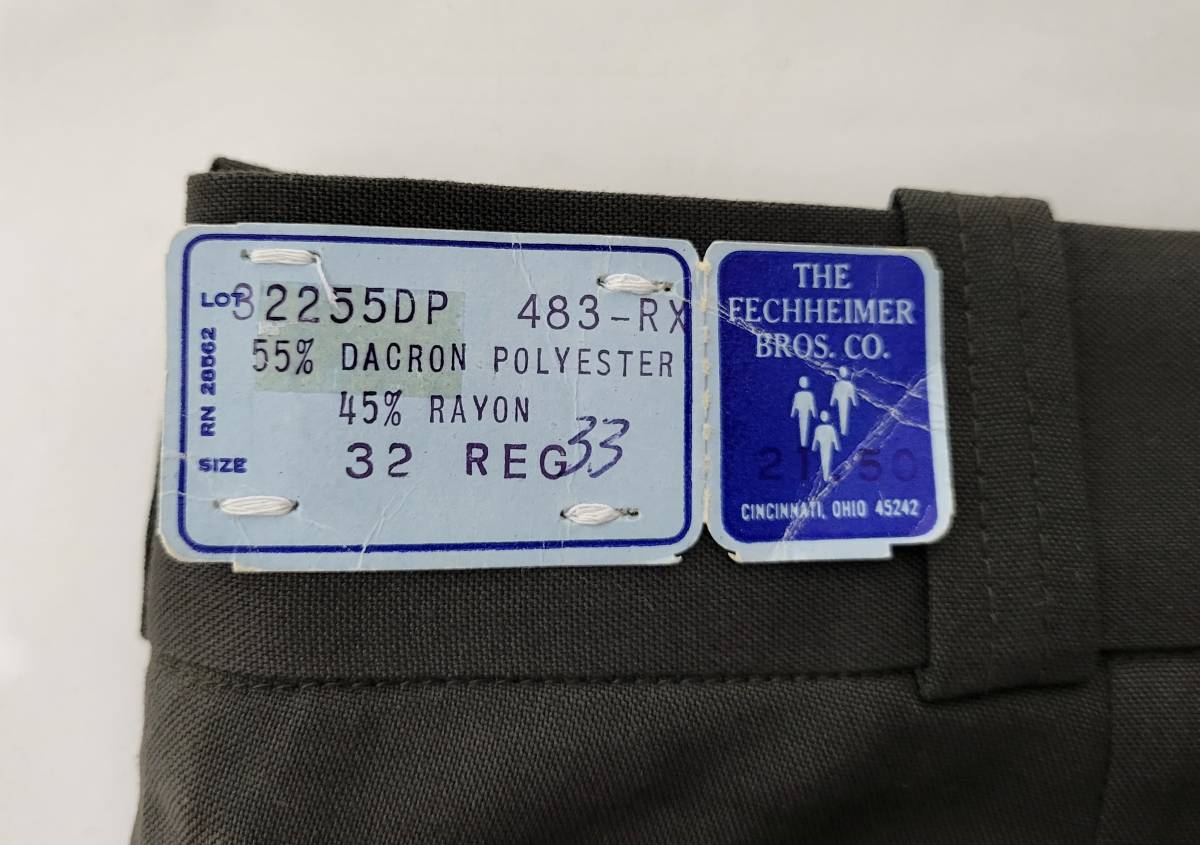 LOT 32255DP 483-RX
55% DACRON POLYESTER
45% RAYON
RN 28562
SIZE 32 REG 33
THE
FECHHEIMER
BROS. CO.
21.50
CINCINNATI, OHIO 45242